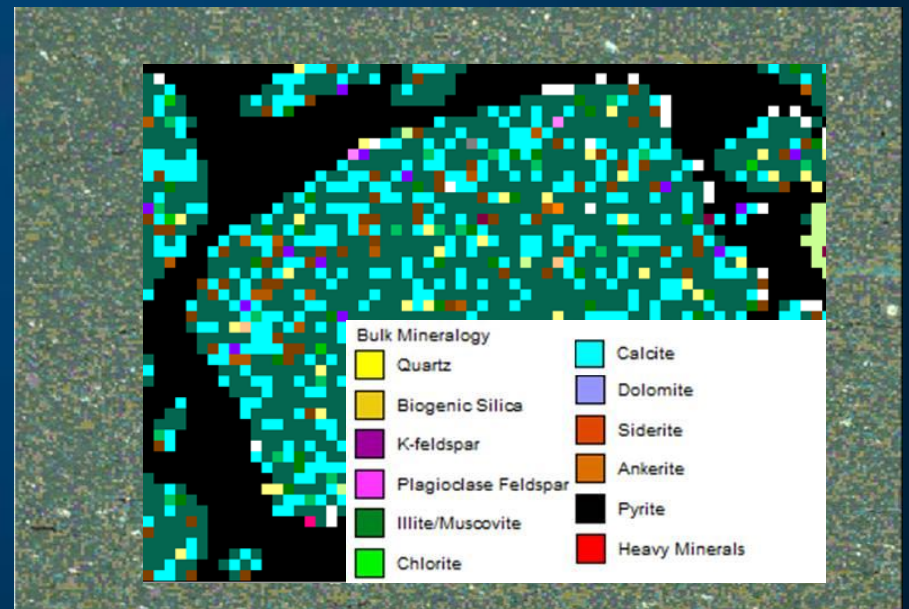 Bulk Mineralogy
Quartz
Biogenic Silica
K-feldspar
Plagioclase Feldspar
Illite/Muscovite
Chlorite
Calcite
Dolomite
Siderite
Ankerite
Pyrite
Heavy Minerals